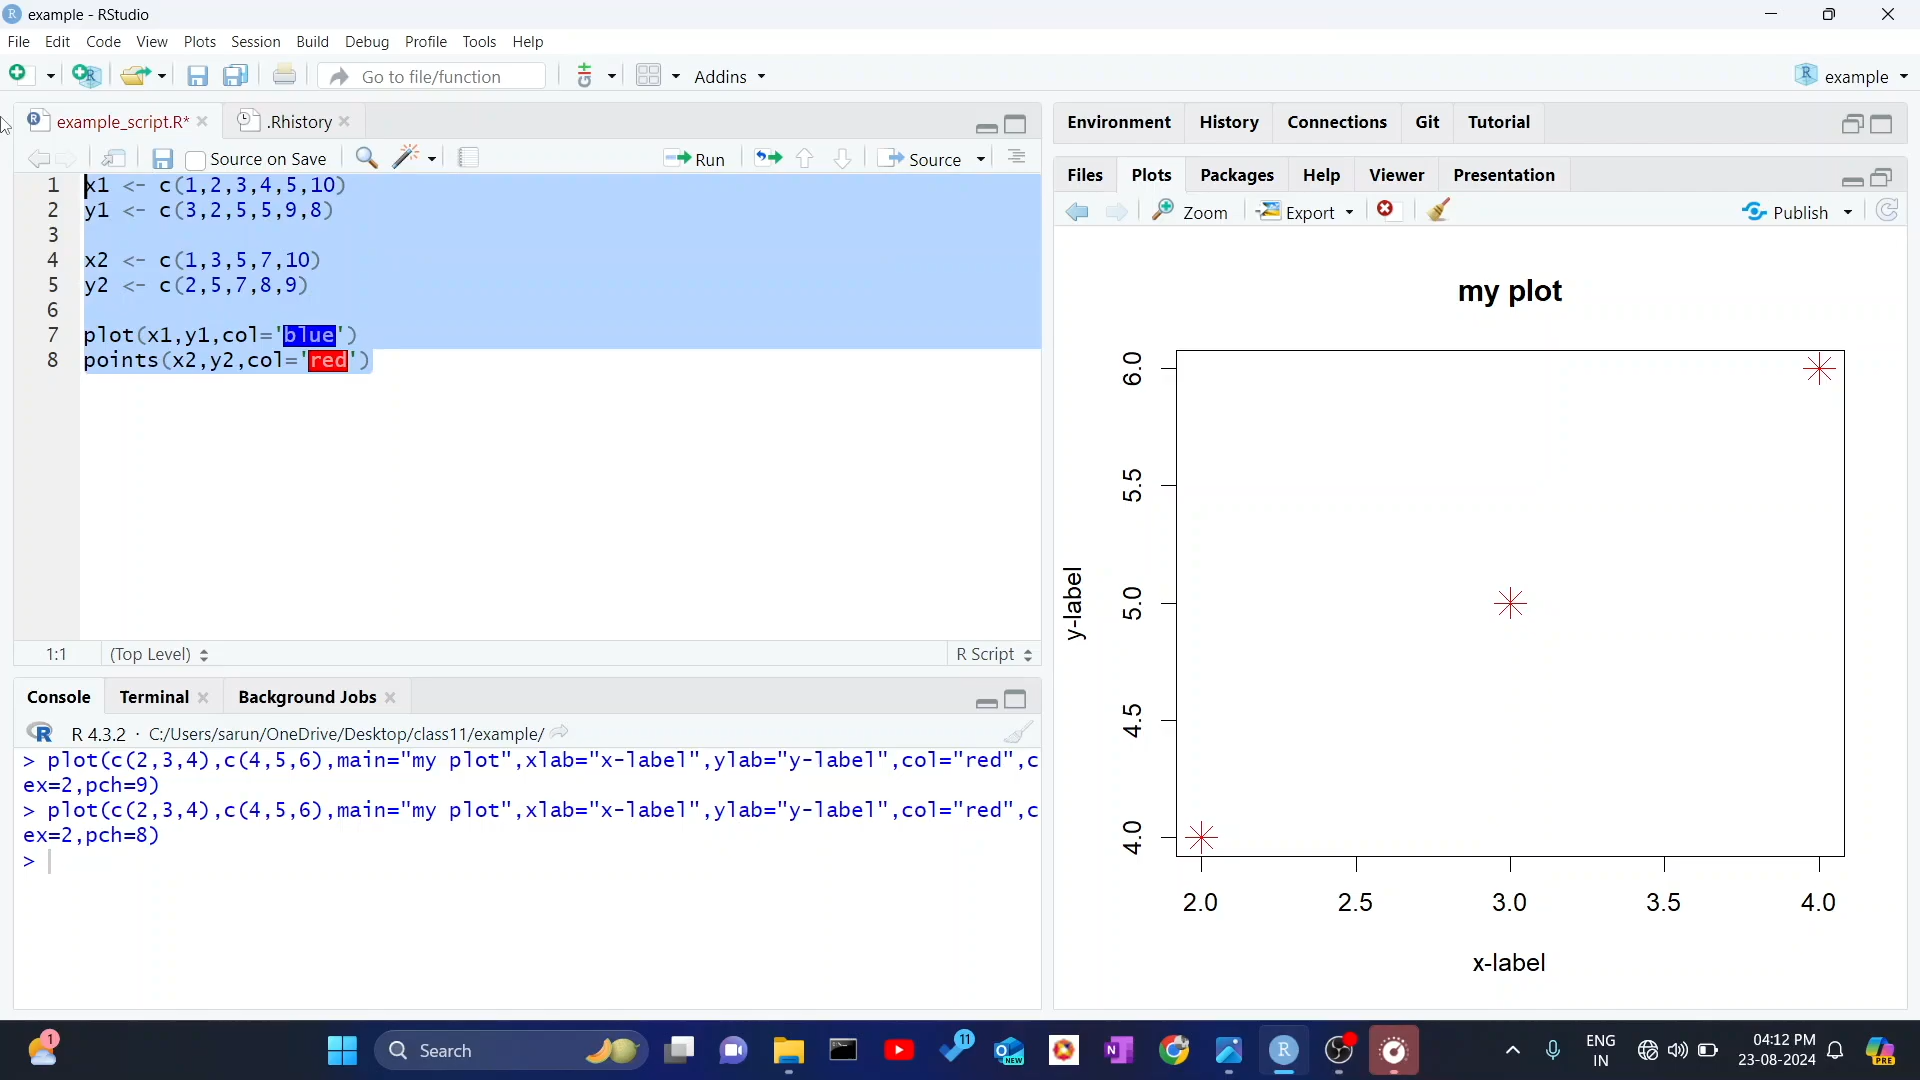 example - RStudio
File Edit Code View Plots Session Build Debug Profile Tools Help
Go to file/function
Addins
example
example_script.R*
.Rhistory
Source on Save
Run
Source
1 x1 <- c(1,2,3,4,5,10)
2 y1 <- c(3,2,5,5,9,8)
3
4 x2 <- c(1,3,5,7,10)
5 y2 <- c(2,5,7,8,9)
6
7 plot(x1,y1,col='blue')
8 points(x2,y2,col='red')
1:1 (Top Level) R Script
Console Terminal Background Jobs
R 4.3.2 · C:/Users/sarun/OneDrive/Desktop/class11/example/
> plot(c(2,3,4),c(4,5,6),main="my plot",xlab="x-label",ylab="y-label",col="red",c
ex=2,pch=9)
> plot(c(2,3,4),c(4,5,6),main="my plot",xlab="x-label",ylab="y-label",col="red",c
ex=2,pch=8)
>
Environment History Connections Git Tutorial
Files Plots Packages Help Viewer Presentation
Zoom Export Publish
my plot
6.0
5.5
5.0
4.5
4.0
y-label
2.0 2.5 3.0 3.5 4.0
x-label
1
Search
11
NEW
ENG
IN
04:12 PM
23-08-2024
PRE